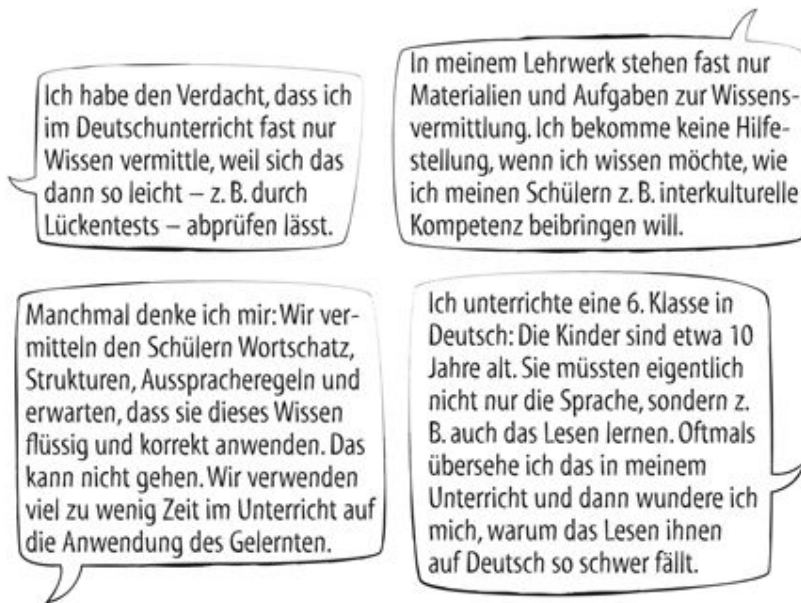 Ich habe den Verdacht, dass ich
im Deutschunterricht fast nur
Wissen vermittle, weil sich das
dann so leicht – z. B. durch
Lückentests – abprüfen lässt.
In meinem Lehrwerk stehen fast nur
Materialien und Aufgaben zur Wissens-
vermittlung. Ich bekomme keine Hilfe-
stellung, wenn ich wissen möchte, wie
ich meinen Schülern z. B. interkulturelle
Kompetenz beibringen will.
Manchmal denke ich mir: Wir ver-
mitteln den Schülern Wortschatz,
Strukturen, Ausspracheregeln und
erwarten, dass sie dieses Wissen
flüssig und korrekt anwenden. Das
kann nicht gehen. Wir verwenden
viel zu wenig Zeit im Unterricht auf
die Anwendung des Gelernten.
Ich unterrichte eine 6. Klasse in
Deutsch: Die Kinder sind etwa 10
Jahre alt. Sie müssten eigentlich
nicht nur die Sprache, sondern z.
B. auch das Lesen lernen. Oftmals
übersehe ich das in meinem
Unterricht und dann wundere ich
mich, warum das Lesen ihnen
auf Deutsch so schwer fällt.